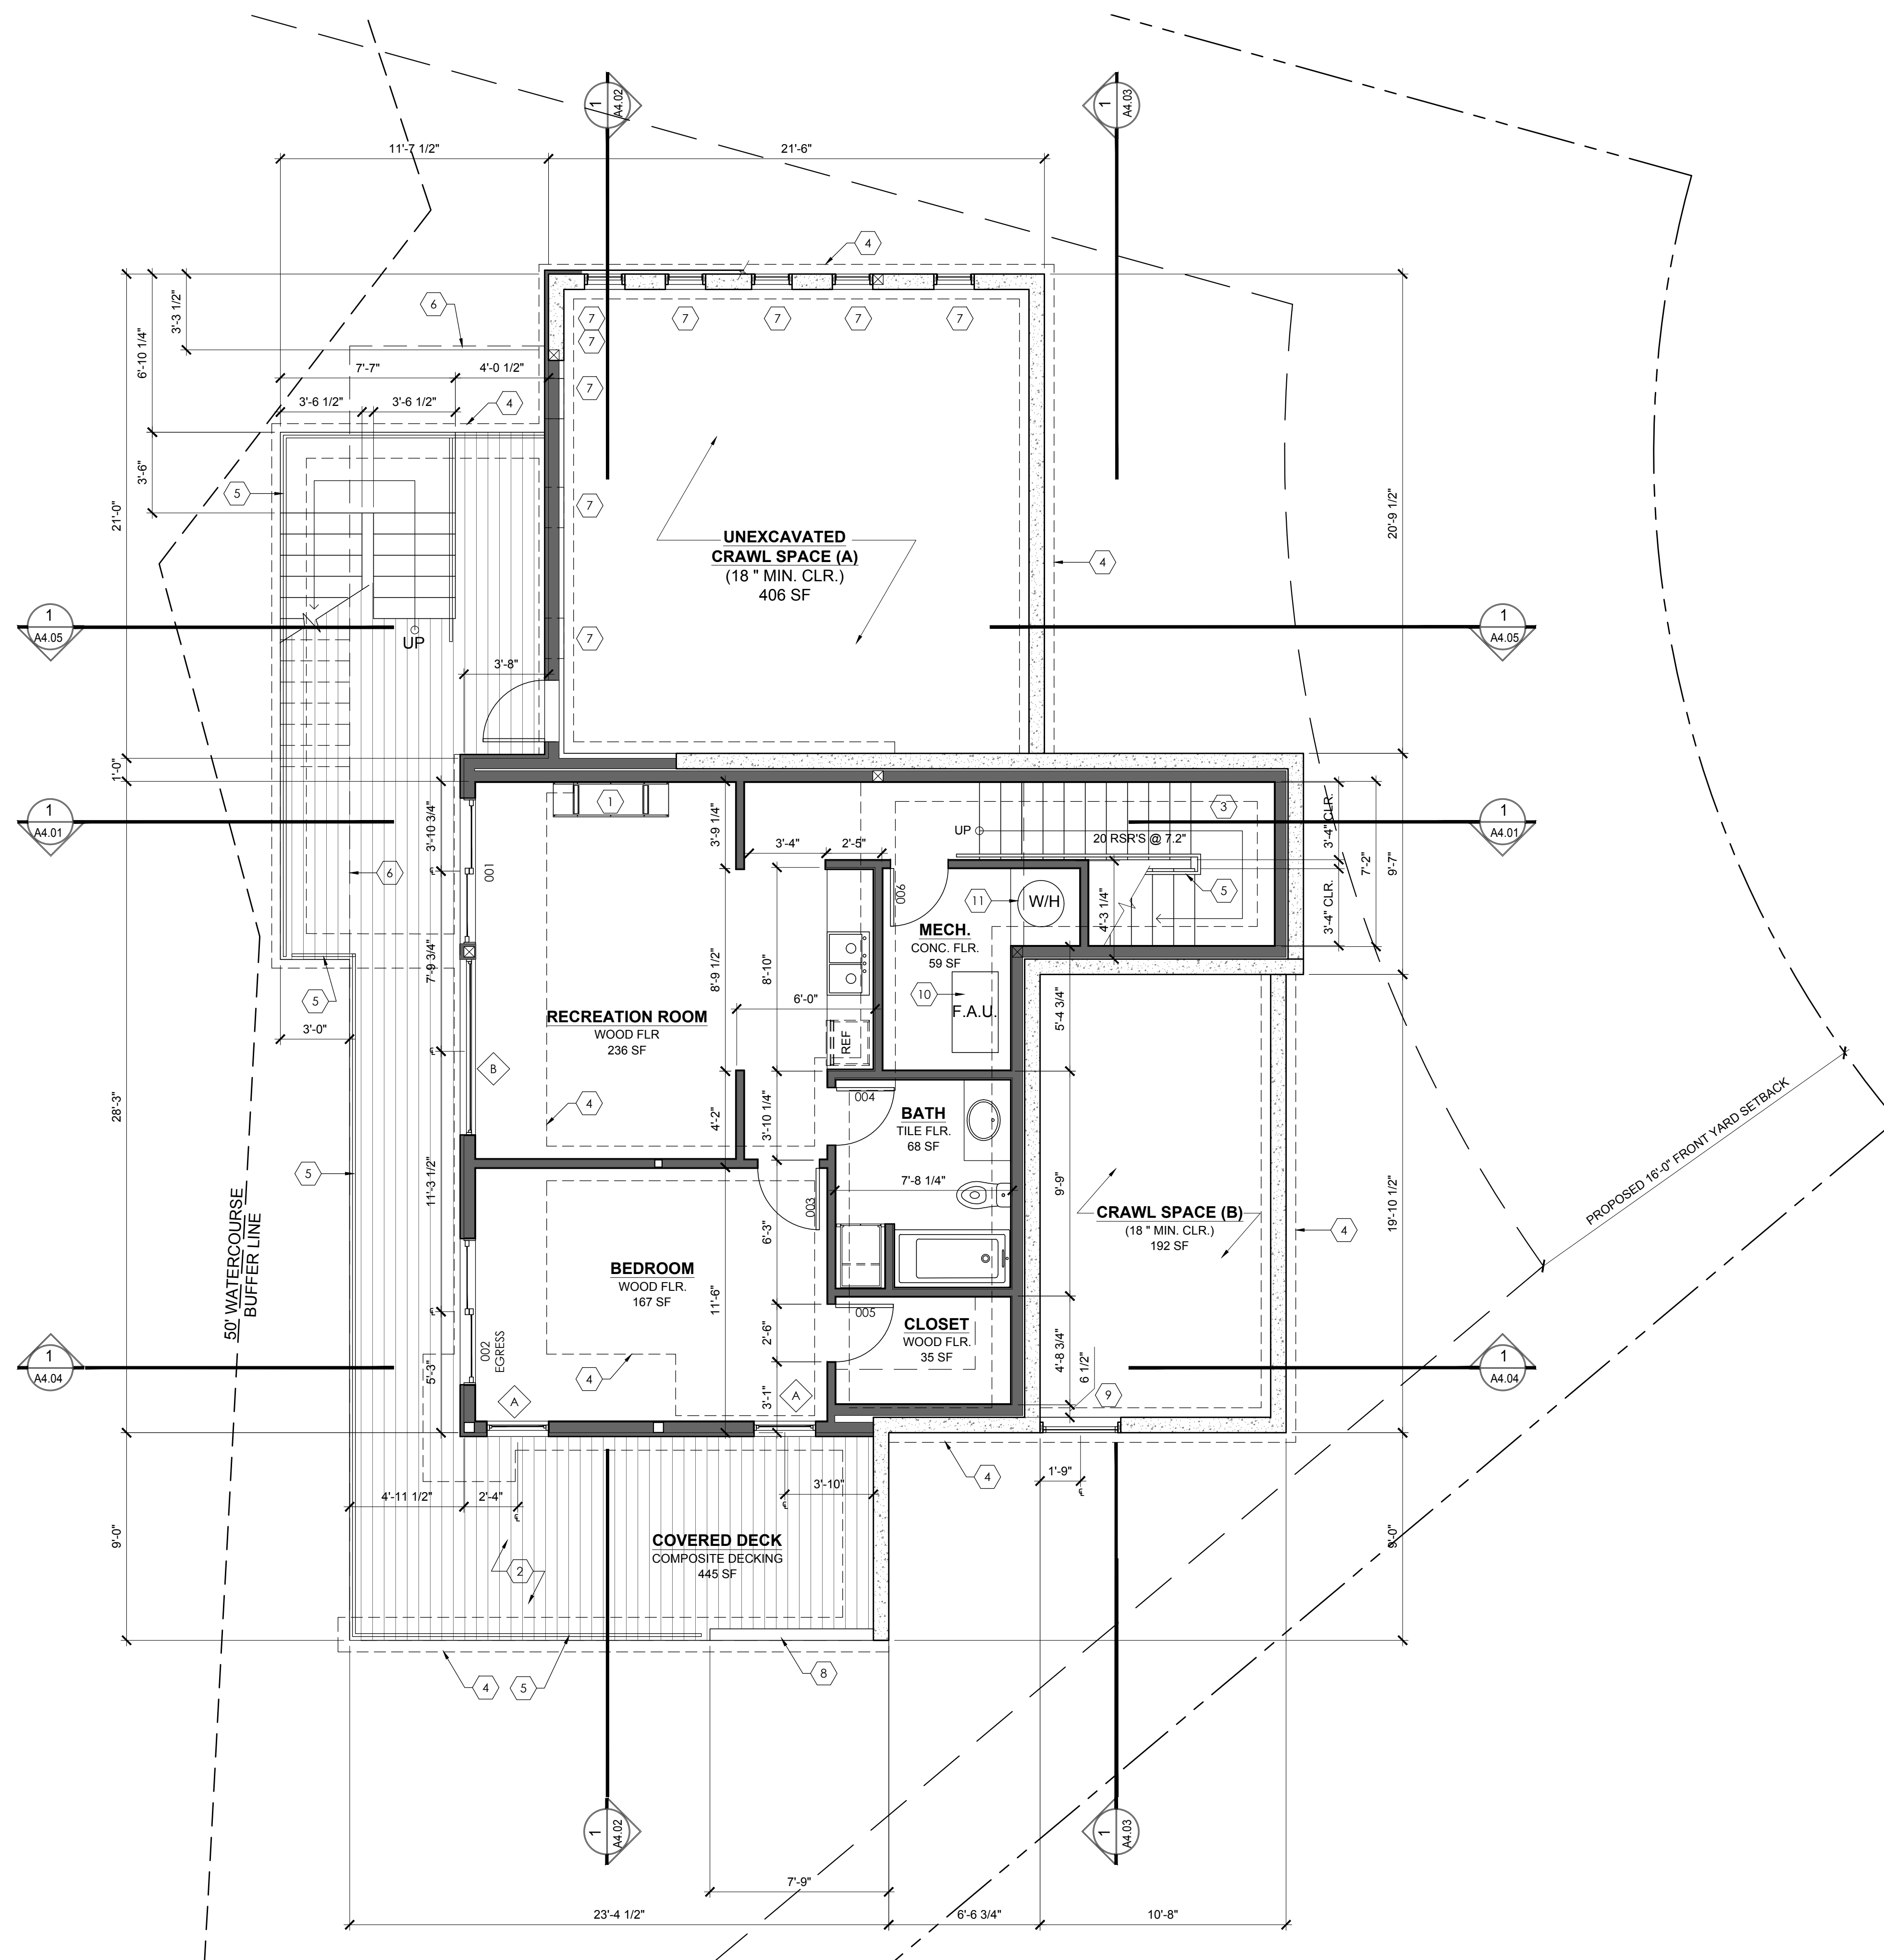 1
A4.02
1
A4.03
11'-7 1/2"
21'-6"
4
3'-3 1/2"
6
6'-10 1/4"
7
7
7
7
7
7
7'-7"
4'-0 1/2"
7
3'-6 1/2"
3'-6 1/2"
4
3'-6"
5
7
21'-0"
20'-9 1/2"
UNEXCAVATED
CRAWL SPACE (A)
(18 " MIN. CLR.)
406 SF
4
1
A4.05
UP
7
1
A4.05
3'-8"
1'-0"
1
A4.01
3'-10 3/4"
001
1
3'-9 1/4"
3'-4"
2'-5"
UP
20 RSR'S @ 7.2"
3
3'-4" CLR.
7'-2"
9'-7"
1
A4.01
6
006
11
W/H
4'-3 1/4"
5
3'-4" CLR.
MECH.
CONC. FLR.
59 SF
7'-9 3/4"
8'-9 1/2"
8'-10"
6'-0"
10
F.A.U.
5'-4 3/4"
5
3'-0"
RECREATION ROOM
WOOD FLR
236 SF
REF
B
4
28'-3"
4'-2"
3'-10 1/4"
004
BATH
TILE FLR.
68 SF
PROPOSED 16'-0" FRONT YARD SETBACK
5
11'-3 1/2"
7'-8 1/4"
9'-9"
19'-10 1/2"
50' WATERCOURSE
BUFFER LINE
003
6'-3"
CRAWL SPACE (B)
(18 " MIN. CLR.)
192 SF
4
BEDROOM
WOOD FLR.
167 SF
11'-6"
005
CLOSET
WOOD FLR.
35 SF
002
EGRESS
2'-6"
4'-8 3/4"
6 1/2"
1
A4.04
5'-3"
4
3'-1"
A
A
9
1
A4.04
4
1'-9"
4'-11 1/2"
2'-4"
3'-10"
9'-0"
9'-0"
COVERED DECK
COMPOSITE DECKING
445 SF
2
4
5
8
1
A4.02
1
A4.03
7'-9"
23'-4 1/2"
6'-6 3/4"
10'-8"